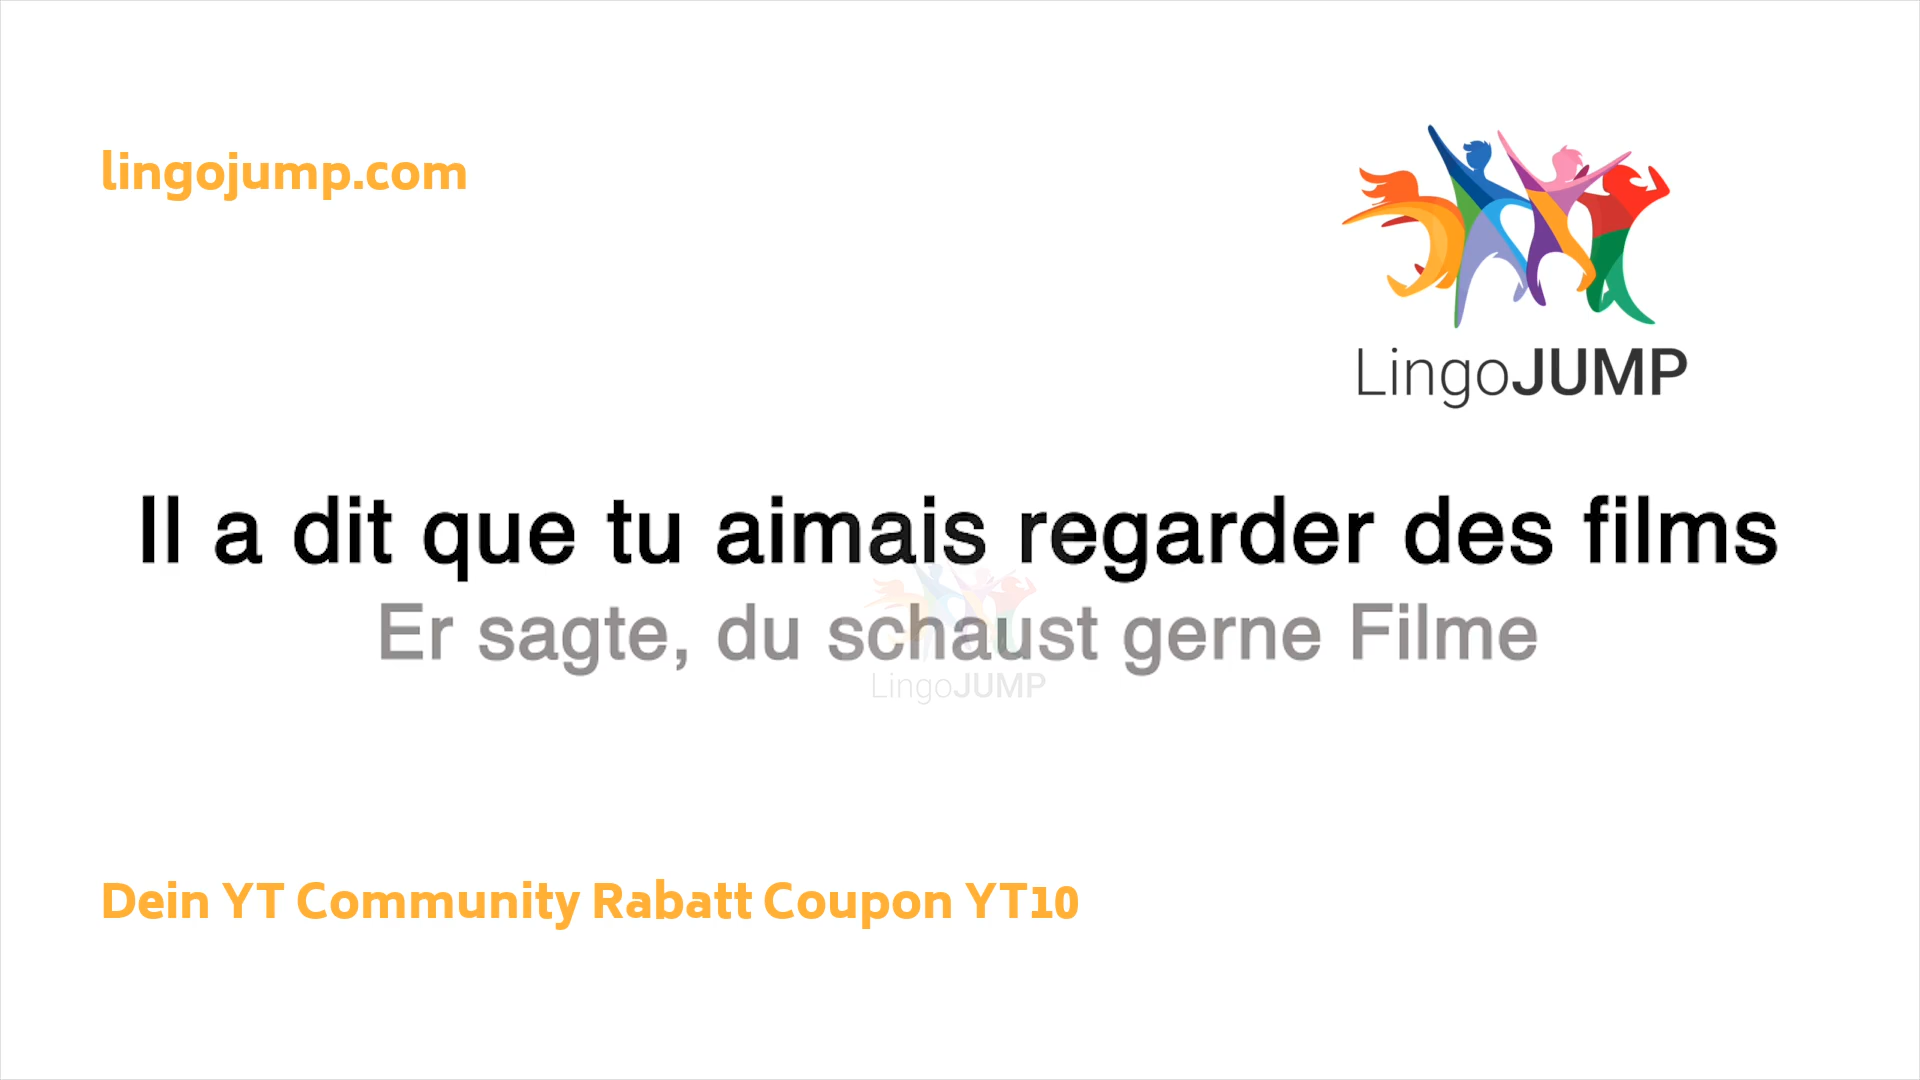 lingojump.com
LingoJUMP
Il a dit que tu aimais regarder des films
Er sagte, du schaust gerne Filme
LingoJUMP
Dein YT Community Rabatt Coupon YT10